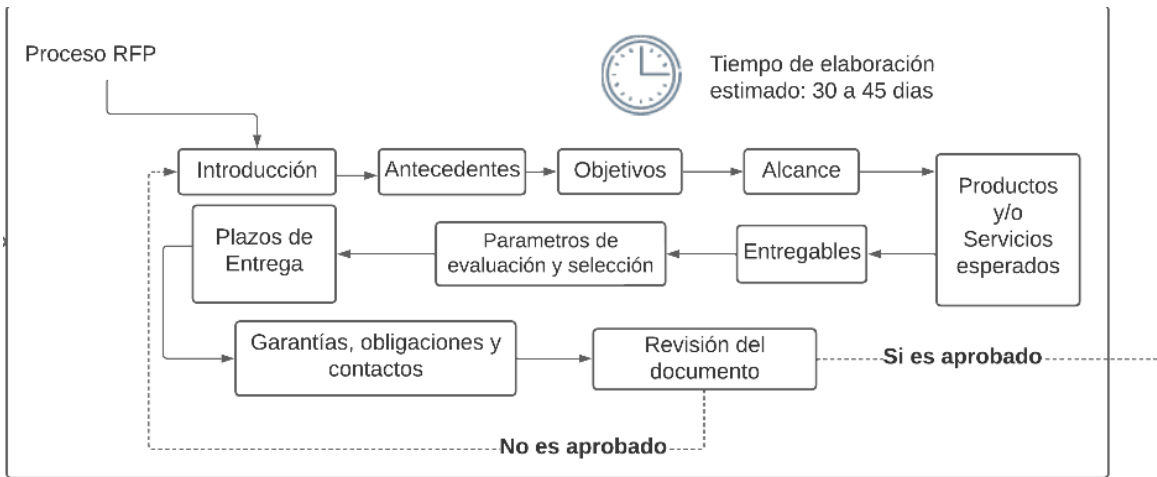 Proceso RFP
Tiempo de elaboración
estimado: 30 a 45 dias
Introducción
Antecedentes
Objetivos
Alcance
Productos
y/o
Servicios
esperados
Entregables
Parametros de
evaluación y selección
Plazos de
Entrega
Garantías, obligaciones y
contactos
Revisión del
documento
Si es aprobado
No es aprobado